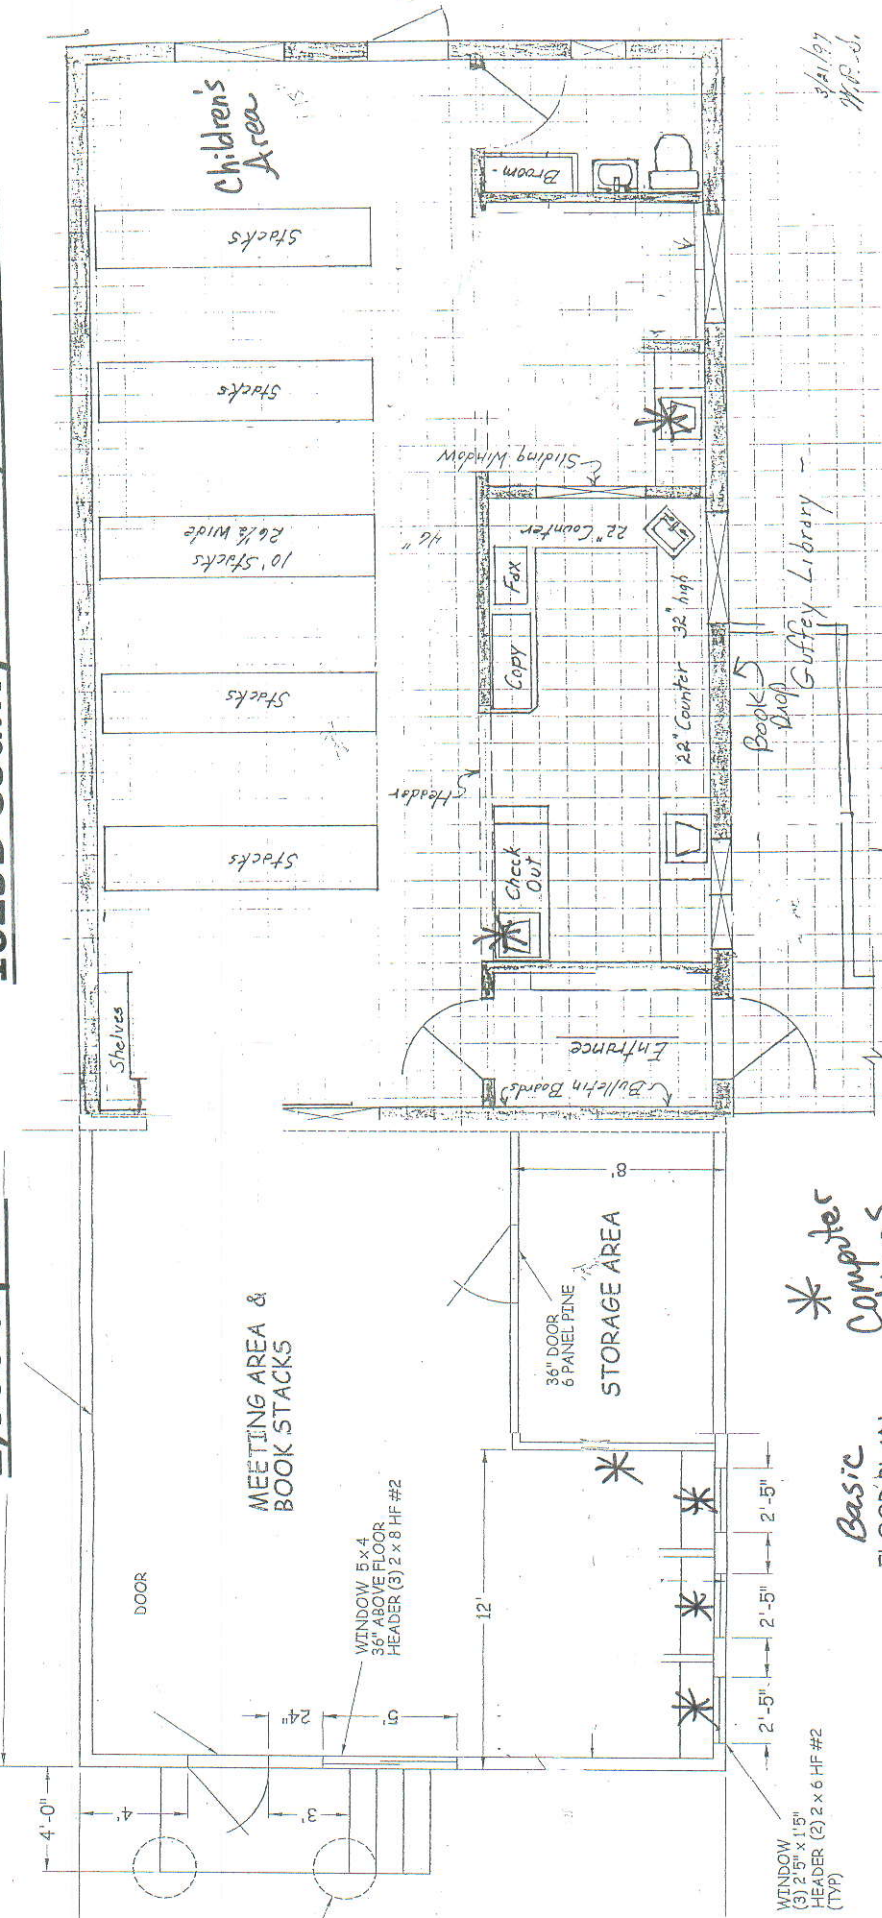 3/21/97
Children's
Area
Stacks
Stacks
10' Stacks
26½ Wide
Stacks
Stacks
Broom
Sliding Window
46"
22" Counter
Fax
Copy
22" Counter 32" high
Header
Check
Out
Book
Drop
Guffey Library
Shelves
Entrance
Bulletin Boards
8'
MEETING AREA &
BOOK STACKS
36" DOOR
6 PANEL PINE
STORAGE AREA
* Computer
Basic
DOOR
WINDOW 5 x 4
36" ABOVE FLOOR
HEADER (3) 2 x 8 HF #2
12'
24"
5'
4'-0"
4'
3'
2'-5"
2'-5"
2'-5"
WINDOW
(3) 2'5" x 1'5"
HEADER (2) 2 x 6 HF #2
(TYP)